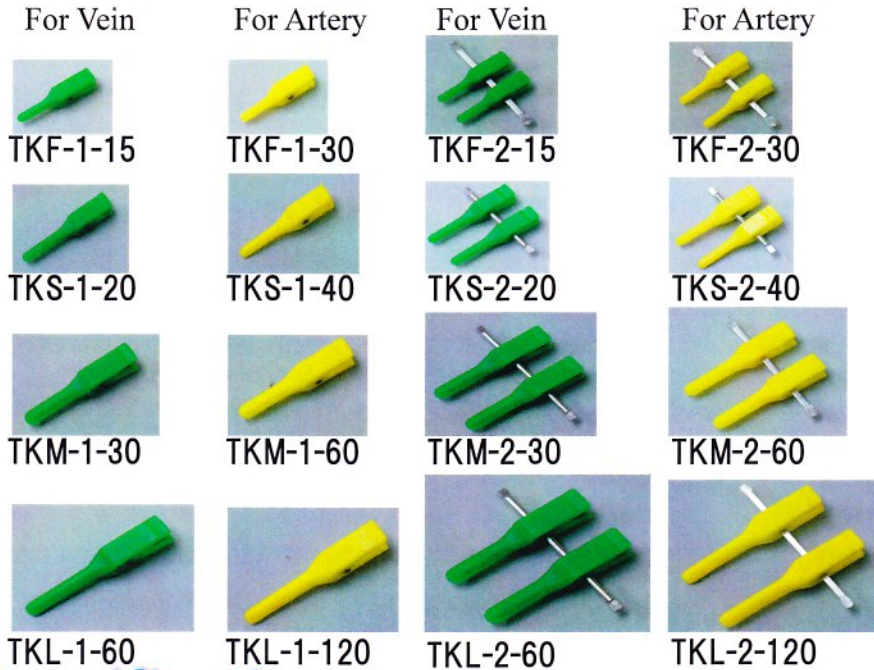 For Vein For Artery For Vein For Artery
TKF-1-15 TKF-1-30 TKF-2-15 TKF-2-30
TKS-1-20 TKS-1-40 TKS-2-20 TKS-2-40
TKM-1-30 TKM-1-60 TKM-2-30 TKM-2-60
TKL-1-60 TKL-1-120 TKL-2-60 TKL-2-120